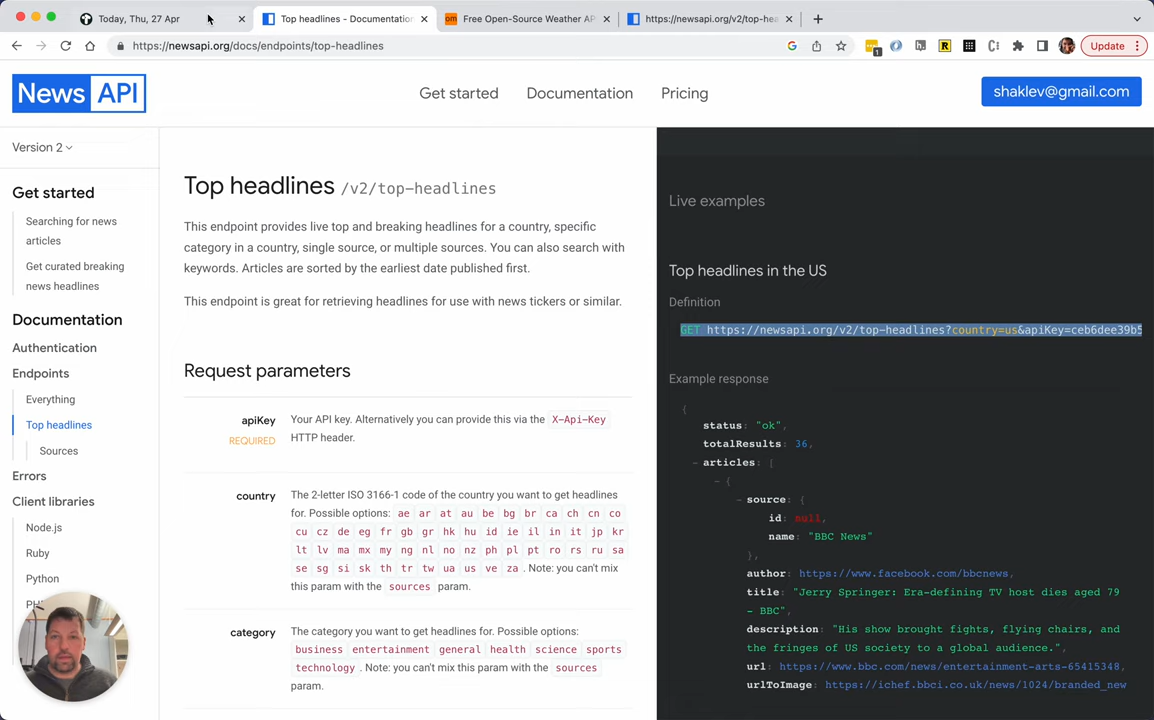 Today, Thu, 27 Apr
Top headlines - Documentation
Free Open-Source Weather AP
https://newsapi.org/v2/top-hea
https://newsapi.org/docs/endpoints/top-headlines
1
Update
News API
Get started
Documentation
Pricing
shaklev@gmail.com
Version 2
Get started
Searching for news
articles
Get curated breaking
news headlines
Documentation
Authentication
Endpoints
Everything
Top headlines
Sources
Errors
Client libraries
Node.js
Ruby
Python
Top headlines /v2/top-headlines
This endpoint provides live top and breaking headlines for a country, specific
category in a country, single source, or multiple sources. You can also search with
keywords. Articles are sorted by the earliest date published first.
This endpoint is great for retrieving headlines for use with news tickers or similar.
Request parameters
apiKey
REQUIRED
Your API key. Alternatively you can provide this via the X-Api-Key
HTTP header.
country
The 2-letter ISO 3166-1 code of the country you want to get headlines
for. Possible options: ae ar at au be bg br ca ch cn co
cu cz de eg fr gb gr hk hu id ie il in it jp kr
lt lv ma mx my ng nl no nz ph pl pt ro rs ru sa
se sg si sk th tr tw ua us ve za . Note: you can't mix
this param with the sources param.
category
The category you want to get headlines for. Possible options:
business entertainment general health science sports
technology . Note: you can't mix this param with the sources
param.
Live examples
Top headlines in the US
Definition
GET https://newsapi.org/v2/top-headlines?country=us&apiKey=ceb6dee39b5
Example response
{
status: "ok",
totalResults: 36,
- articles: [
- {
- source: {
id: null,
name: "BBC News"
},
author: https://www.facebook.com/bbcnews,
title: "Jerry Springer: Era-defining TV host dies aged 79
- BBC",
description: "His show brought fights, flying chairs, and
the fringes of US society to a global audience.",
url: https://www.bbc.com/news/entertainment-arts-65415348,
urlToImage: https://ichef.bbci.co.uk/news/1024/branded_new